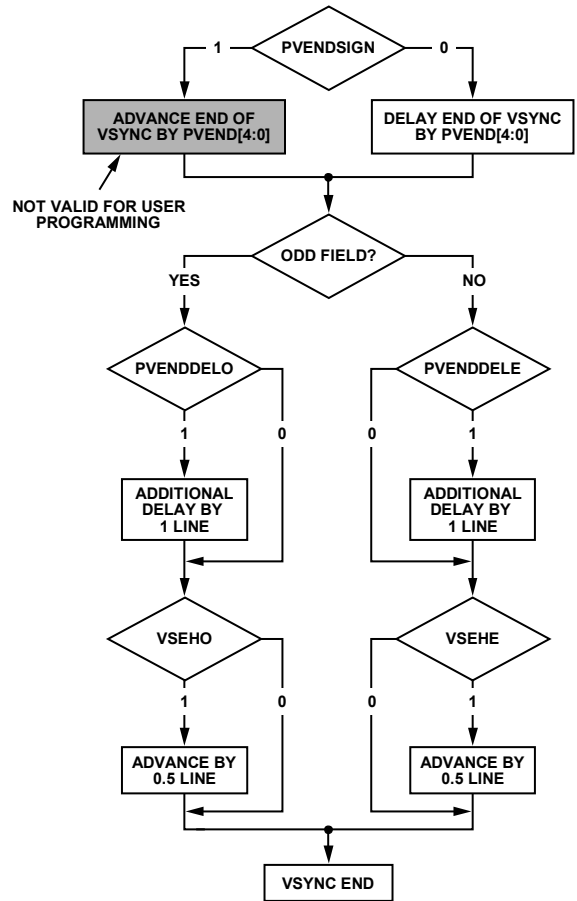 PVENDSIGN
1
0
ADVANCE END OF
VSYNC BY PVEND[4:0]
DELAY END OF VSYNC
BY PVEND[4:0]
NOT VALID FOR USER
PROGRAMMING
ODD FIELD?
YES
NO
PVENDDELO
PVENDDELE
1
0
0
1
ADDITIONAL
DELAY BY
1 LINE
ADDITIONAL
DELAY BY
1 LINE
VSEHO
VSEHE
1
0
0
1
ADVANCE BY
0.5 LINE
ADVANCE BY
0.5 LINE
VSYNC END